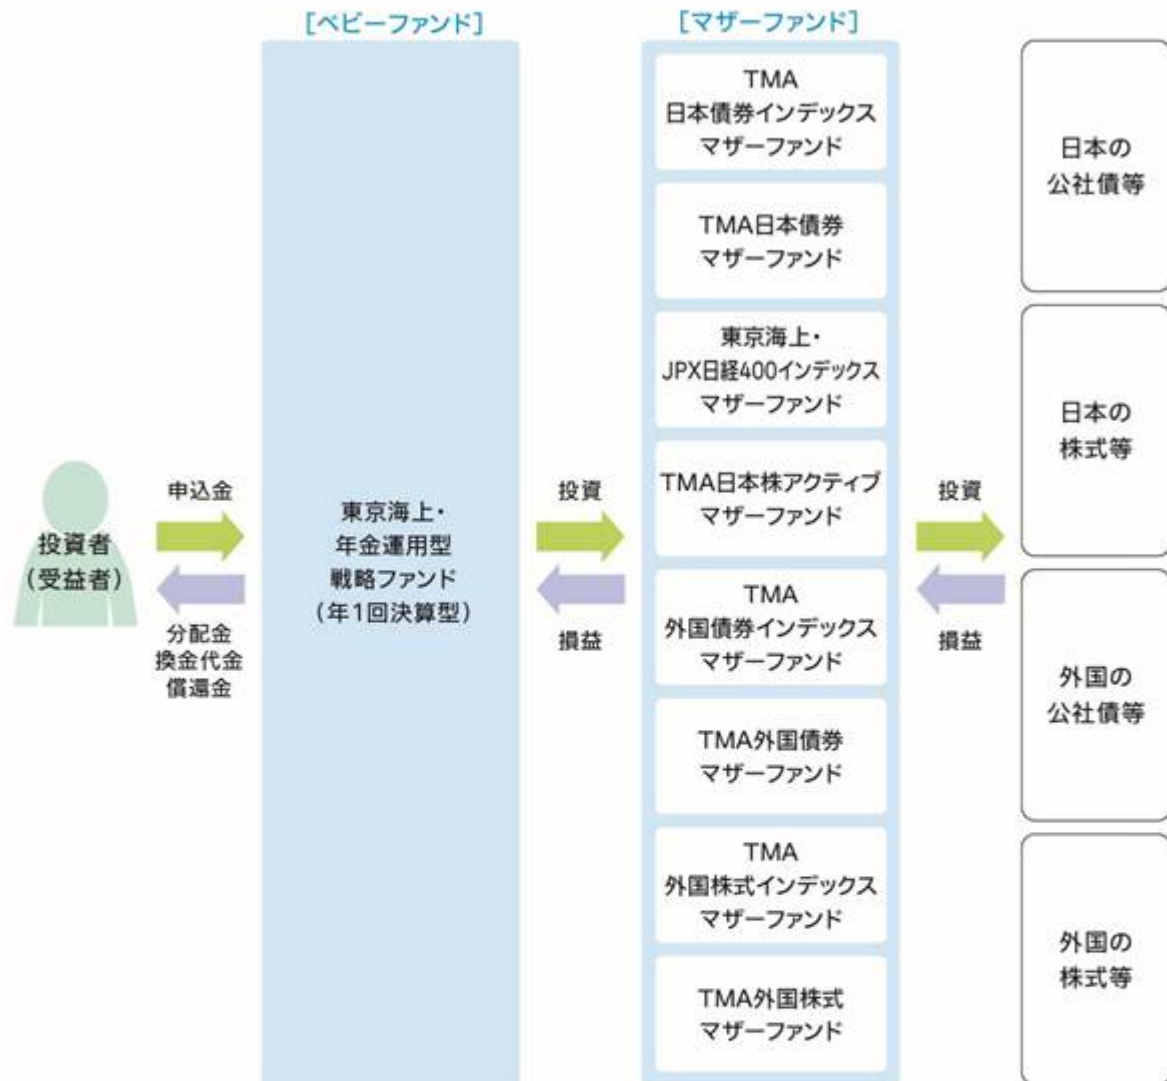 [ベビーファンド]
[マザーファンド]
投資者
（受益者）
申込金
分配金
換金代金
償還金
東京海上・
年金運用型
戦略ファンド
（年1回決算型）
投資
損益
TMA
日本債券インデックス
マザーファンド
TMA日本債券
マザーファンド
東京海上・
JPX日経400インデックス
マザーファンド
TMA日本株アクティブ
マザーファンド
TMA
外国債券インデックス
マザーファンド
TMA外国債券
マザーファンド
TMA
外国株式インデックス
マザーファンド
TMA外国株式
マザーファンド
投資
損益
日本の
公社債等
日本の
株式等
外国の
公社債等
外国の
株式等